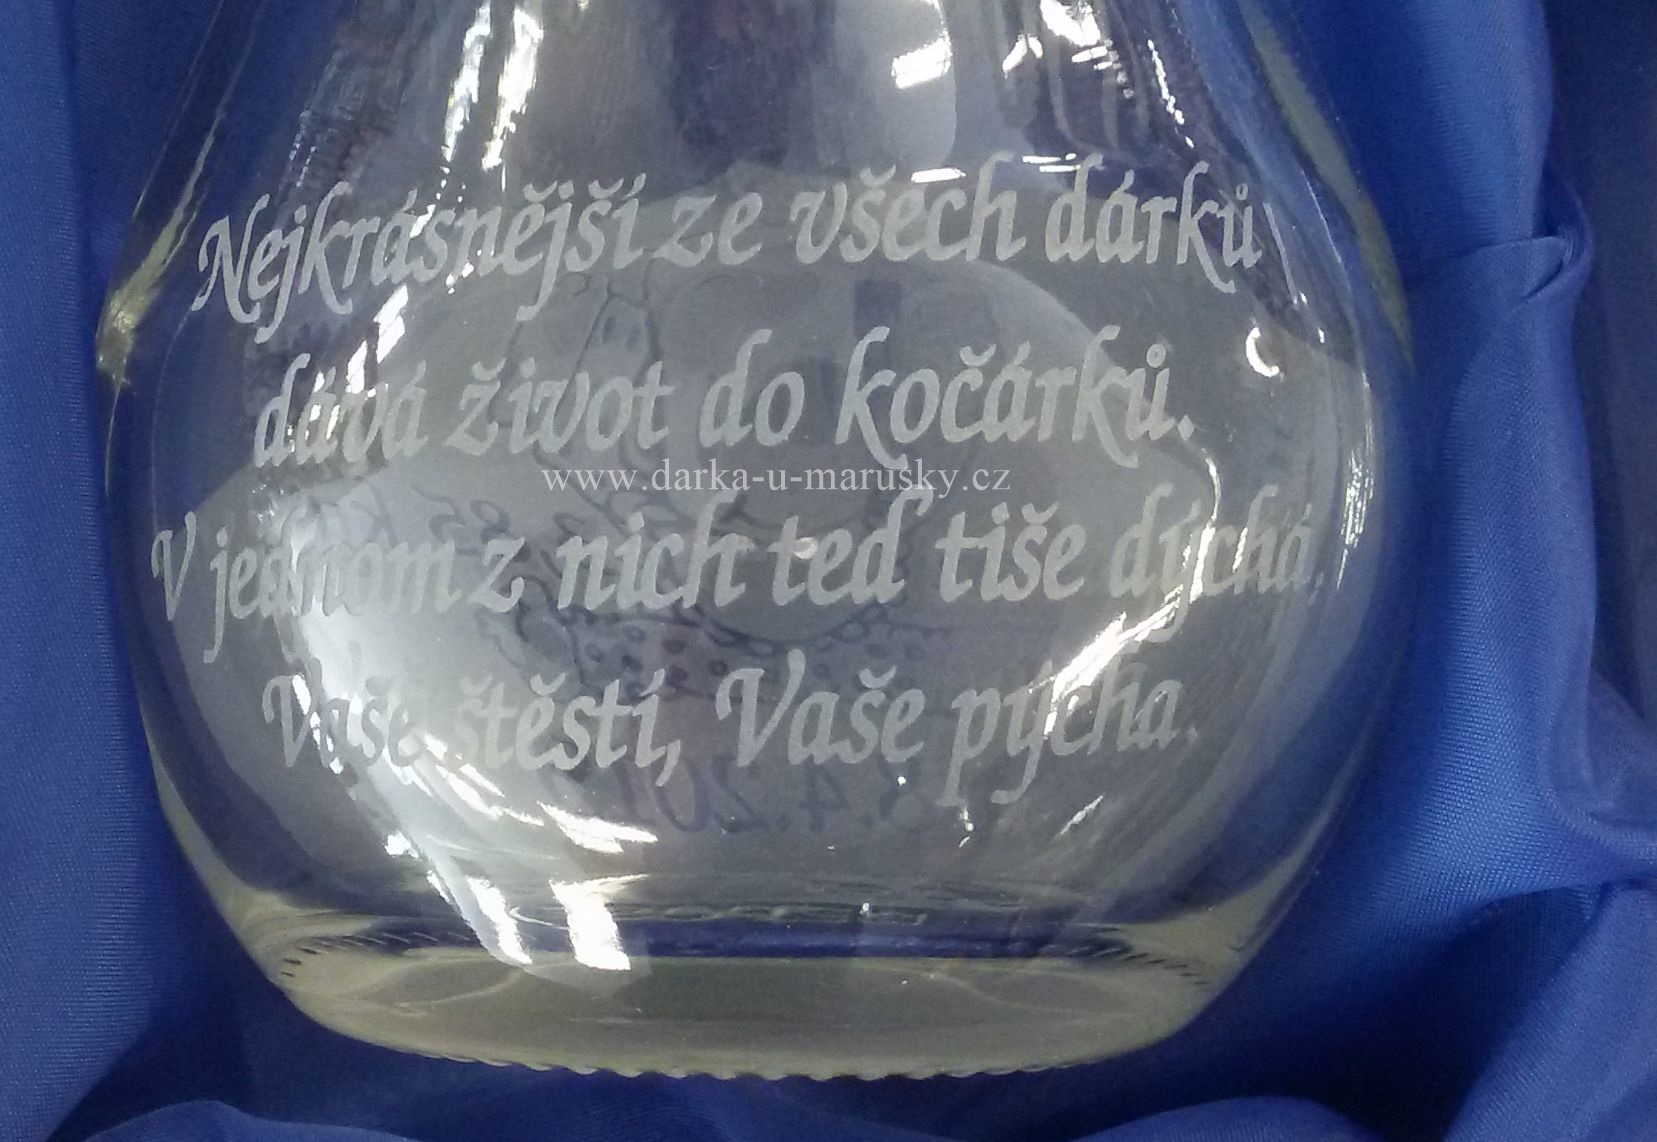 Nejkrásnější ze všech dárků
dává život do kočárků.
www.darka-u-marusky.cz
V jednom z nich teď tiše dýchá,
Vaše štěstí, Vaše pýcha.